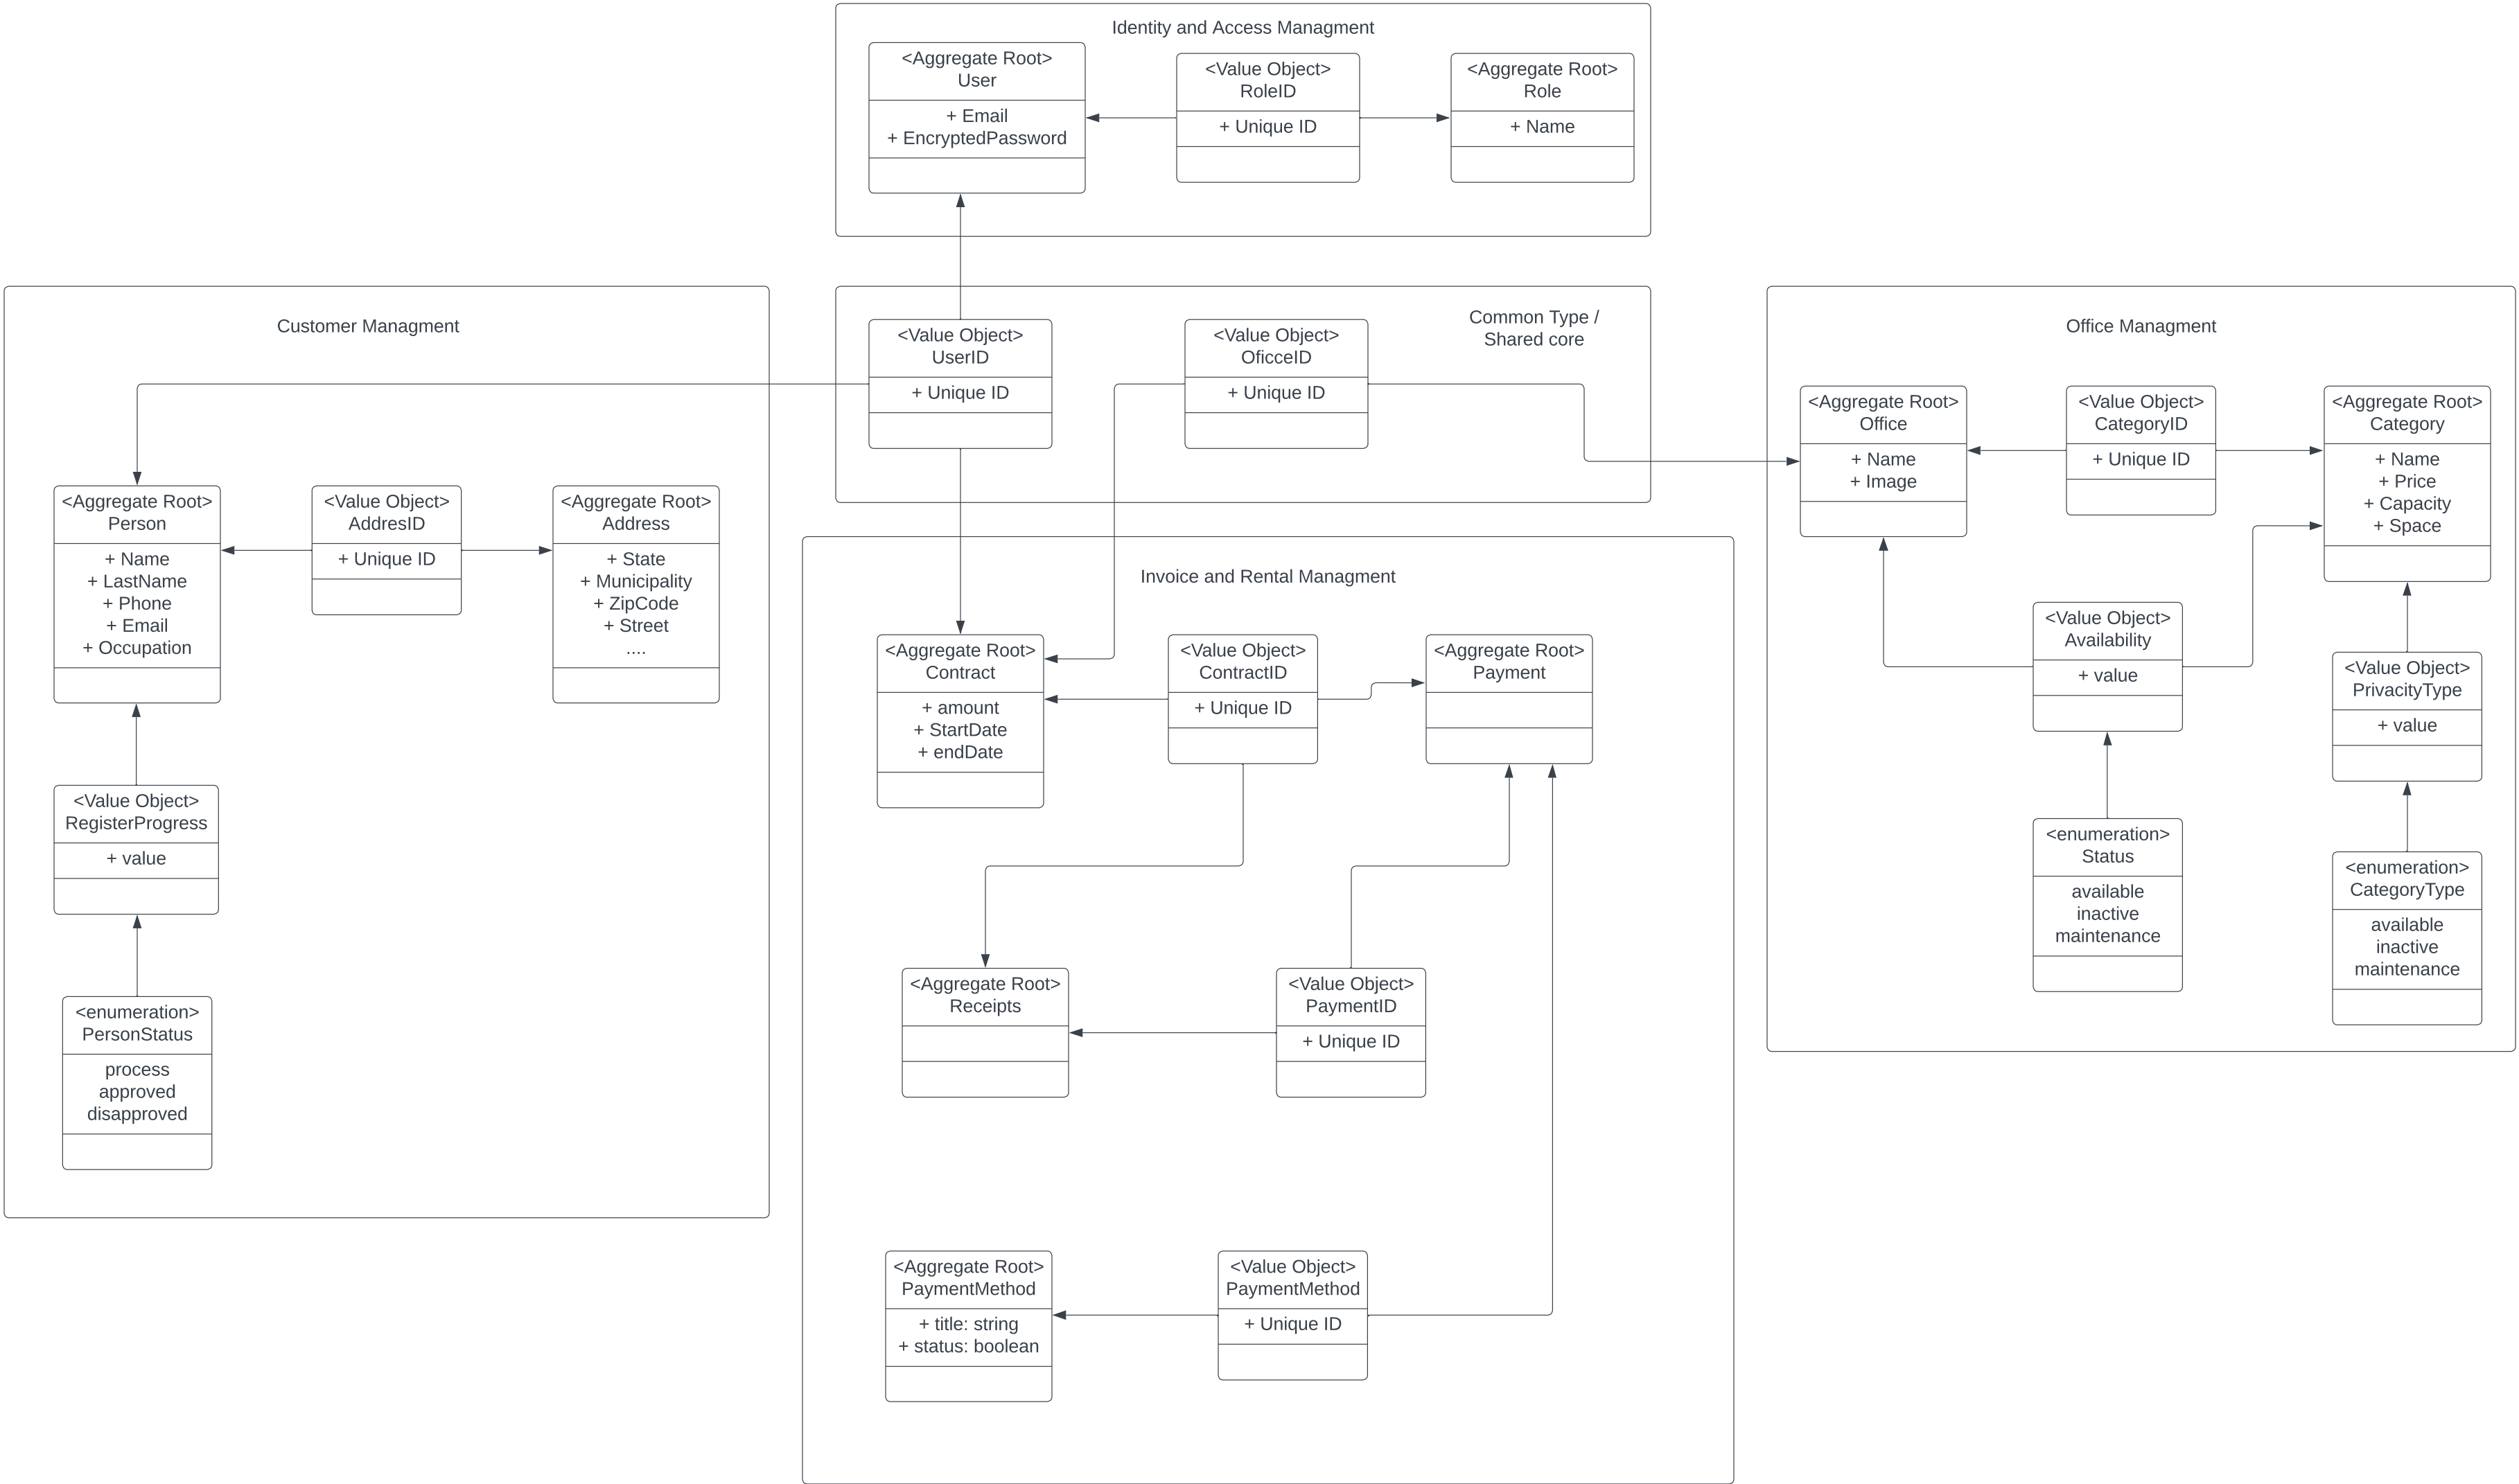 Identity and Access Managment
<Aggregate Root>
User
+ Email
+ EncryptedPassword
<Value Object>
RoleID
+ Unique ID
<Aggregate Root>
Role
+ Name
Customer Managment
<Aggregate Root>
Person
+ Name
+ LastName
+ Phone
+ Email
+ Occupation
<Value Object>
AddresID
+ Unique ID
<Aggregate Root>
Address
+ State
+ Municipality
+ ZipCode
+ Street
....
<Value Object>
RegisterProgress
+ value
<enumeration>
PersonStatus
process
approved
disapproved
Common Type /
Shared core
<Value Object>
UserID
+ Unique ID
<Value Object>
OficceID
+ Unique ID
Invoice and Rental Managment
<Aggregate Root>
Contract
+ amount
+ StartDate
+ endDate
<Value Object>
ContractID
+ Unique ID
<Aggregate Root>
Payment
<Aggregate Root>
Receipts
<Value Object>
PaymentID
+ Unique ID
<Aggregate Root>
PaymentMethod
+ title: string
+ status: boolean
<Value Object>
PaymentMethod
+ Unique ID
Office Managment
<Aggregate Root>
Office
+ Name
+ Image
<Value Object>
CategoryID
+ Unique ID
<Aggregate Root>
Category
+ Name
+ Price
+ Capacity
+ Space
<Value Object>
Availability
+ value
<Value Object>
PrivacityType
+ value
<enumeration>
Status
available
inactive
maintenance
<enumeration>
CategoryType
available
inactive
maintenance